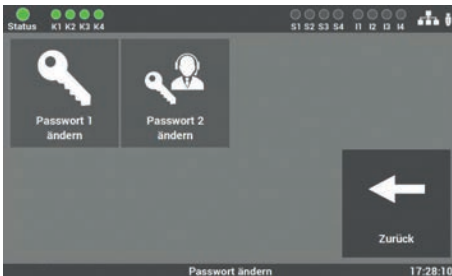 Status K1 K2 K3 K4 S1 S2 S3 S4 I1 I2 I3 I4
Passwort 1
ändern
Passwort 2
ändern
Zurück
Passwort ändern 17:28:10